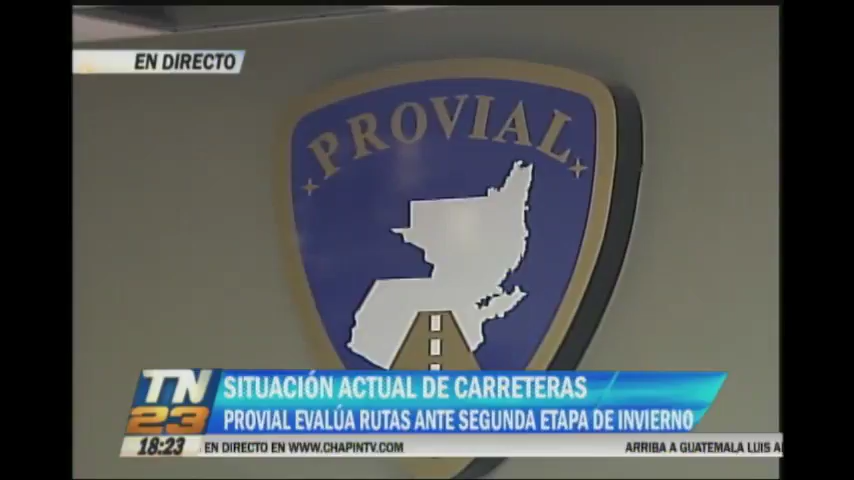 EN DIRECTO
PROVIAL
TN
23
SITUACIÓN ACTUAL DE CARRETERAS
PROVIAL EVALÚA RUTAS ANTE SEGUNDA ETAPA DE INVIERNO
18:23
EN DIRECTO EN WWW.CHAPINTV.COM
ARRIBA A GUATEMALA LUIS